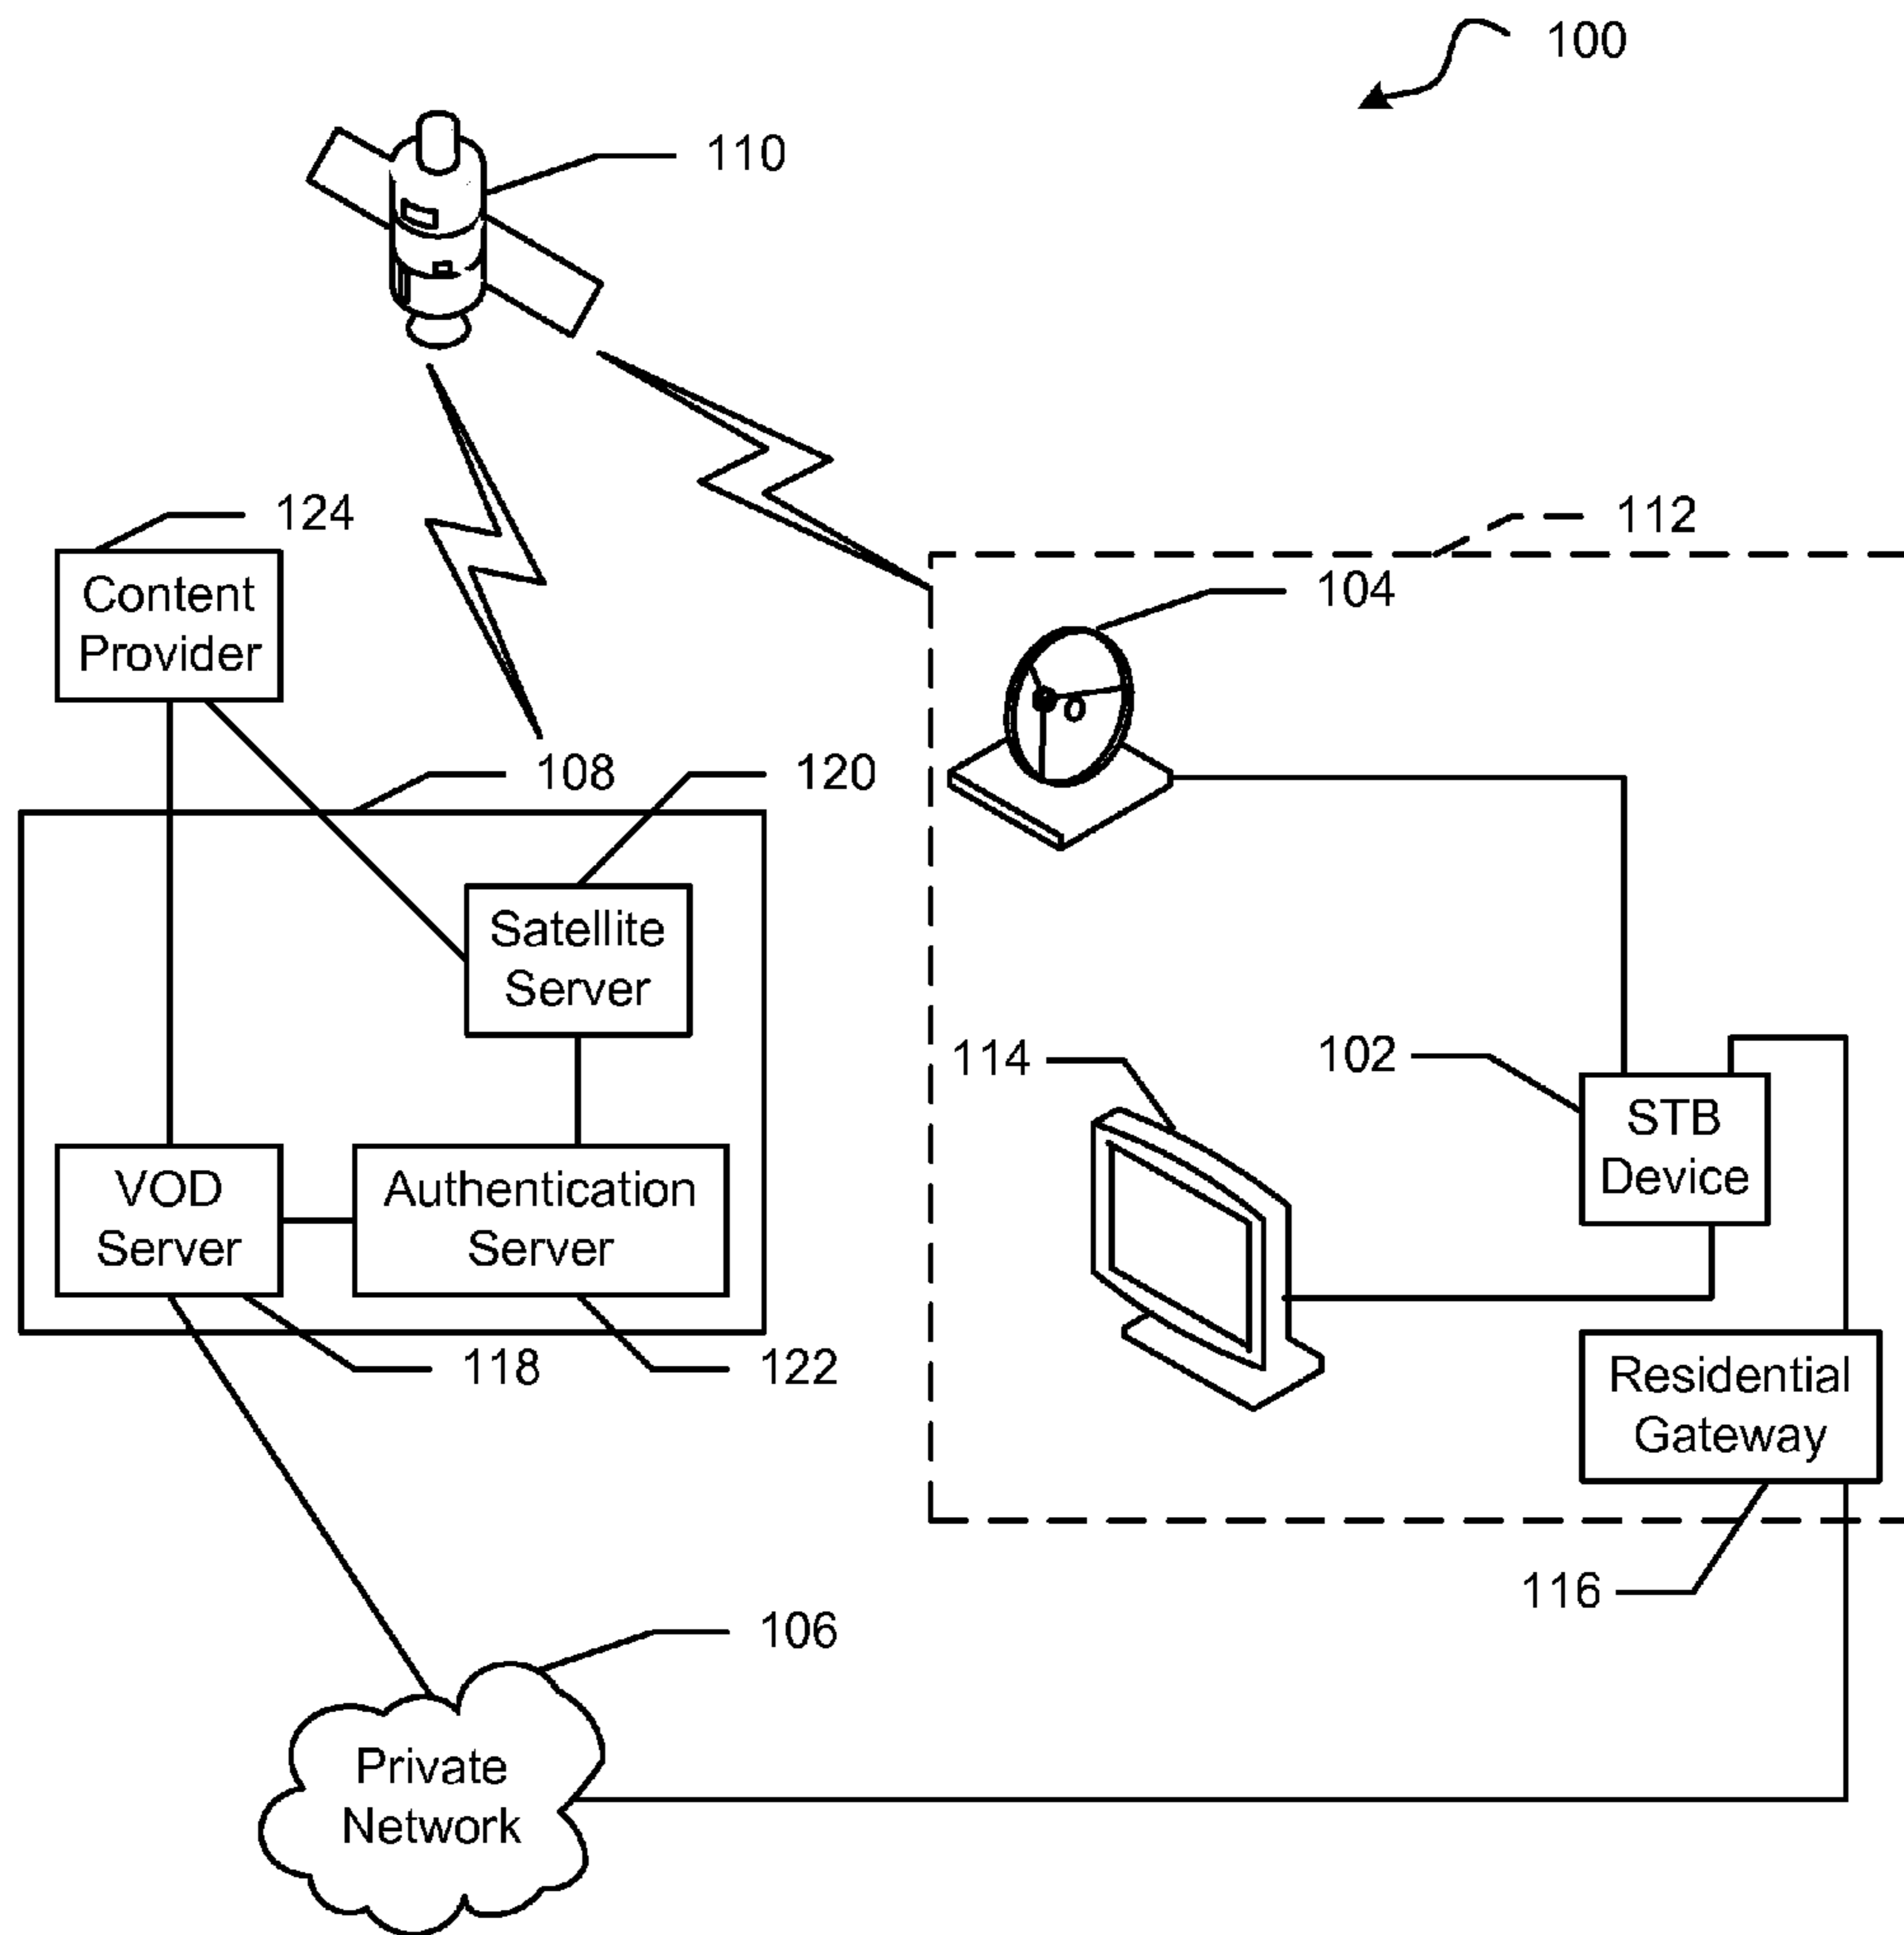 100
110
124
112
Content
Provider
104
108
120
Satellite
Server
114
102
STB
Device
VOD
Server
Authentication
Server
118
122
Residential
Gateway
116
106
Private
Network